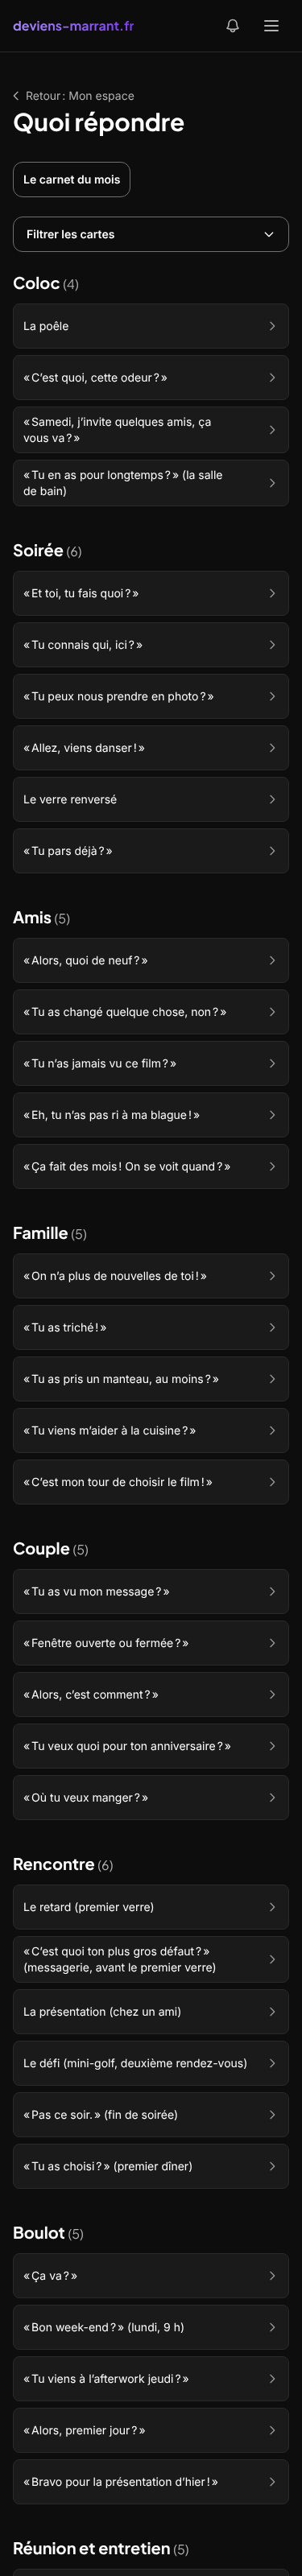 deviens-marrant.fr
Retour : Mon espace
Quoi répondre
Le carnet du mois
Filtrer les cartes
Coloc (4)
La poêle
« C’est quoi, cette odeur ? »
« Samedi, j’invite quelques amis, ça
vous va ? »
« Tu en as pour longtemps ? » (la salle
de bain)
Soirée (6)
« Et toi, tu fais quoi ? »
« Tu connais qui, ici ? »
« Tu peux nous prendre en photo ? »
« Allez, viens danser ! »
Le verre renversé
« Tu pars déjà ? »
Amis (5)
« Alors, quoi de neuf ? »
« Tu as changé quelque chose, non ? »
« Tu n’as jamais vu ce film ? »
« Eh, tu n’as pas ri à ma blague ! »
« Ça fait des mois ! On se voit quand ? »
Famille (5)
« On n’a plus de nouvelles de toi ! »
« Tu as triché ! »
« Tu as pris un manteau, au moins ? »
« Tu viens m’aider à la cuisine ? »
« C’est mon tour de choisir le film ! »
Couple (5)
« Tu as vu mon message ? »
« Fenêtre ouverte ou fermée ? »
« Alors, c’est comment ? »
« Tu veux quoi pour ton anniversaire ? »
« Où tu veux manger ? »
Rencontre (6)
Le retard (premier verre)
« C’est quoi ton plus gros défaut ? »
(messagerie, avant le premier verre)
La présentation (chez un ami)
Le défi (mini-golf, deuxième rendez-vous)
« Pas ce soir. » (fin de soirée)
« Tu as choisi ? » (premier dîner)
Boulot (5)
« Ça va ? »
« Bon week-end ? » (lundi, 9 h)
« Tu viens à l’afterwork jeudi ? »
« Alors, premier jour ? »
« Bravo pour la présentation d’hier ! »
Réunion et entretien (5)